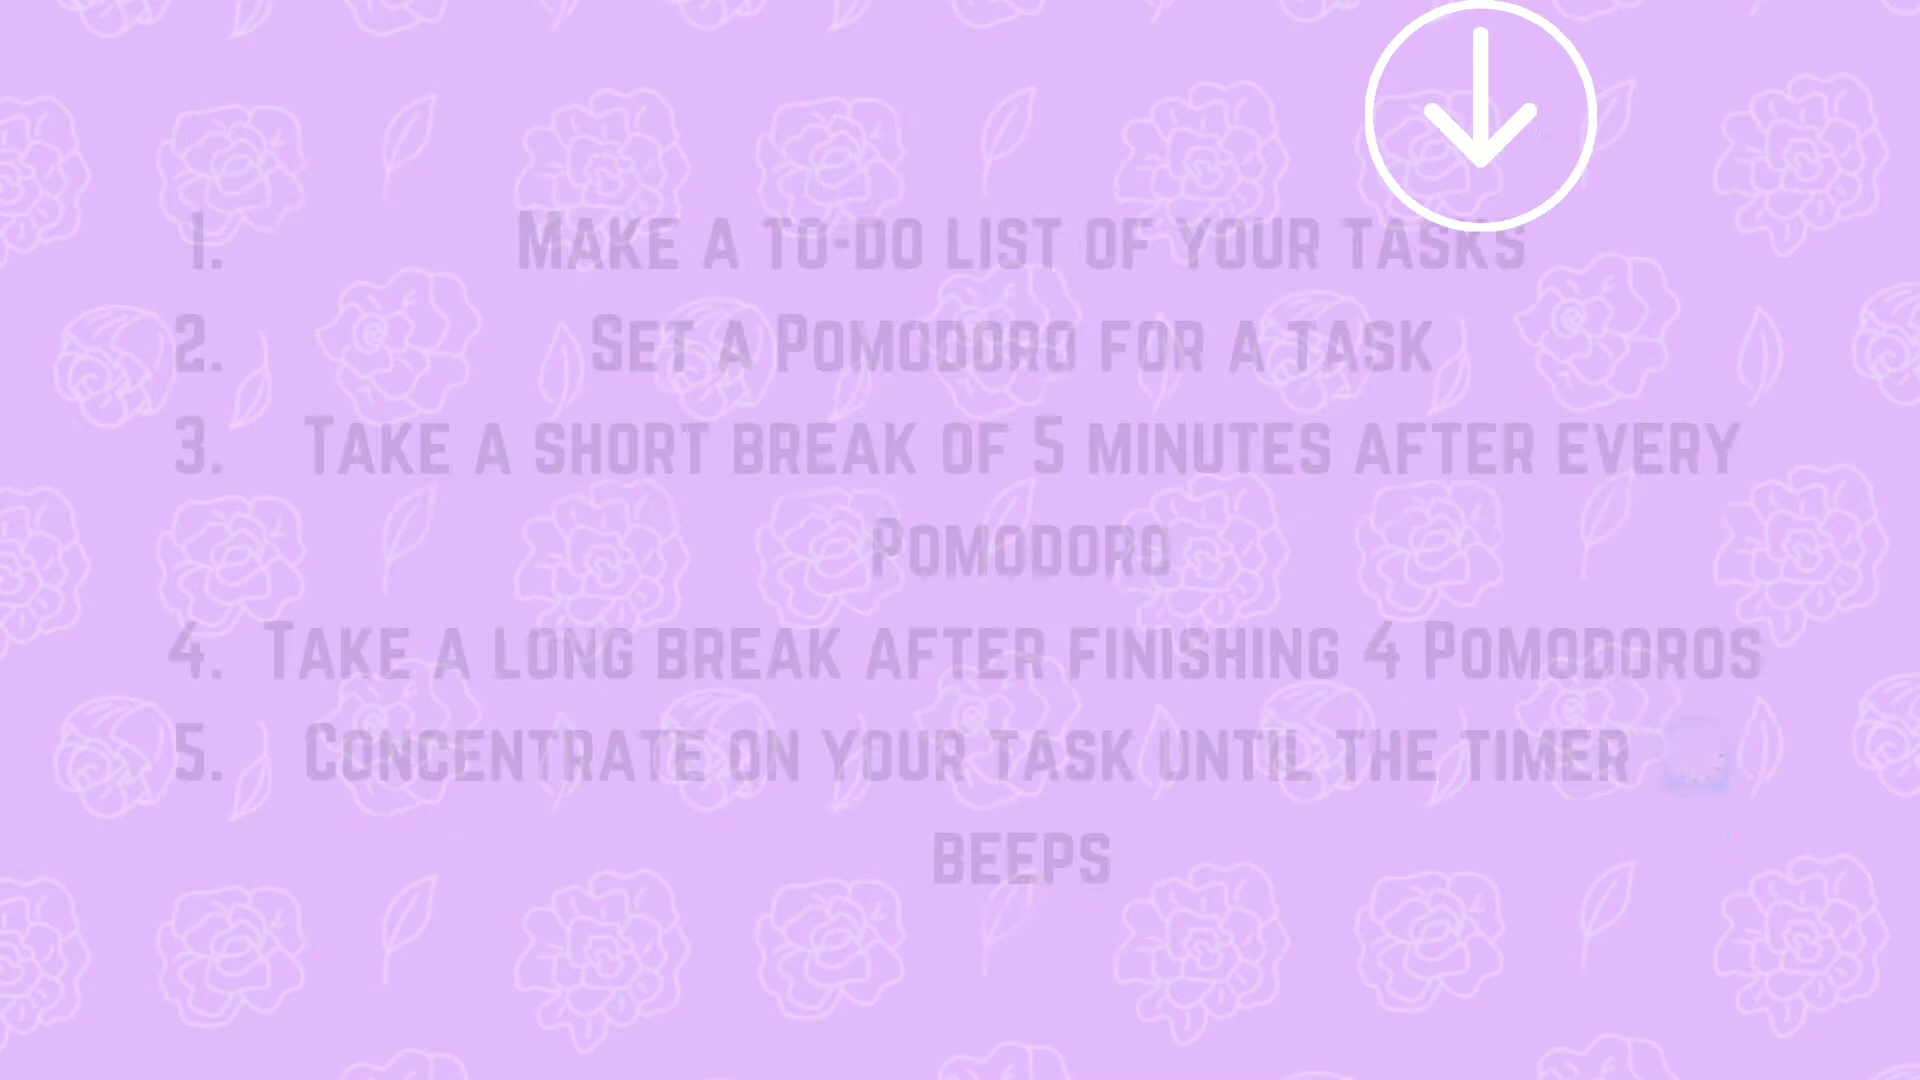 1. Make a to-do list of your tasks
2. Set a Pomodoro for a task
3. Take a short break of 5 minutes after every
Pomodoro
4. Take a long break after finishing 4 Pomodoros
5. Concentrate on your task until the timer
beeps